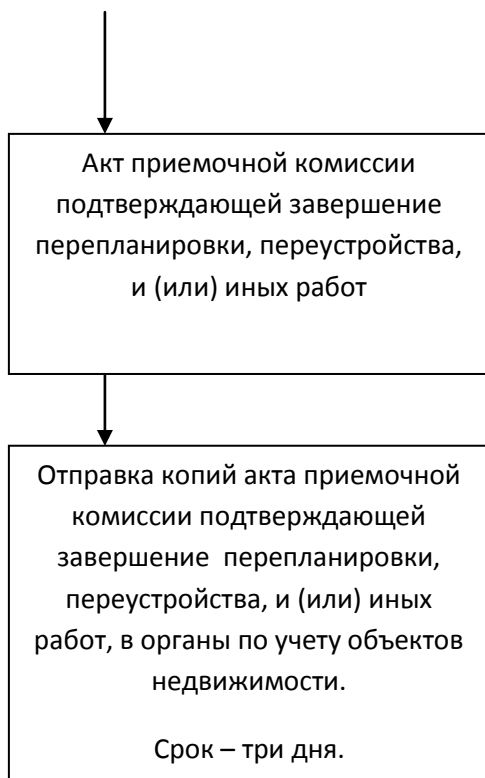 Акт приемочной комиссии
подтверждающей завершение
перепланировки, переустройства,
и (или) иных работ
Отправка копий акта приемочной
комиссии подтверждающей
завершение перепланировки,
переустройства, и (или) иных
работ, в органы по учету объектов
недвижимости.
Срок – три дня.